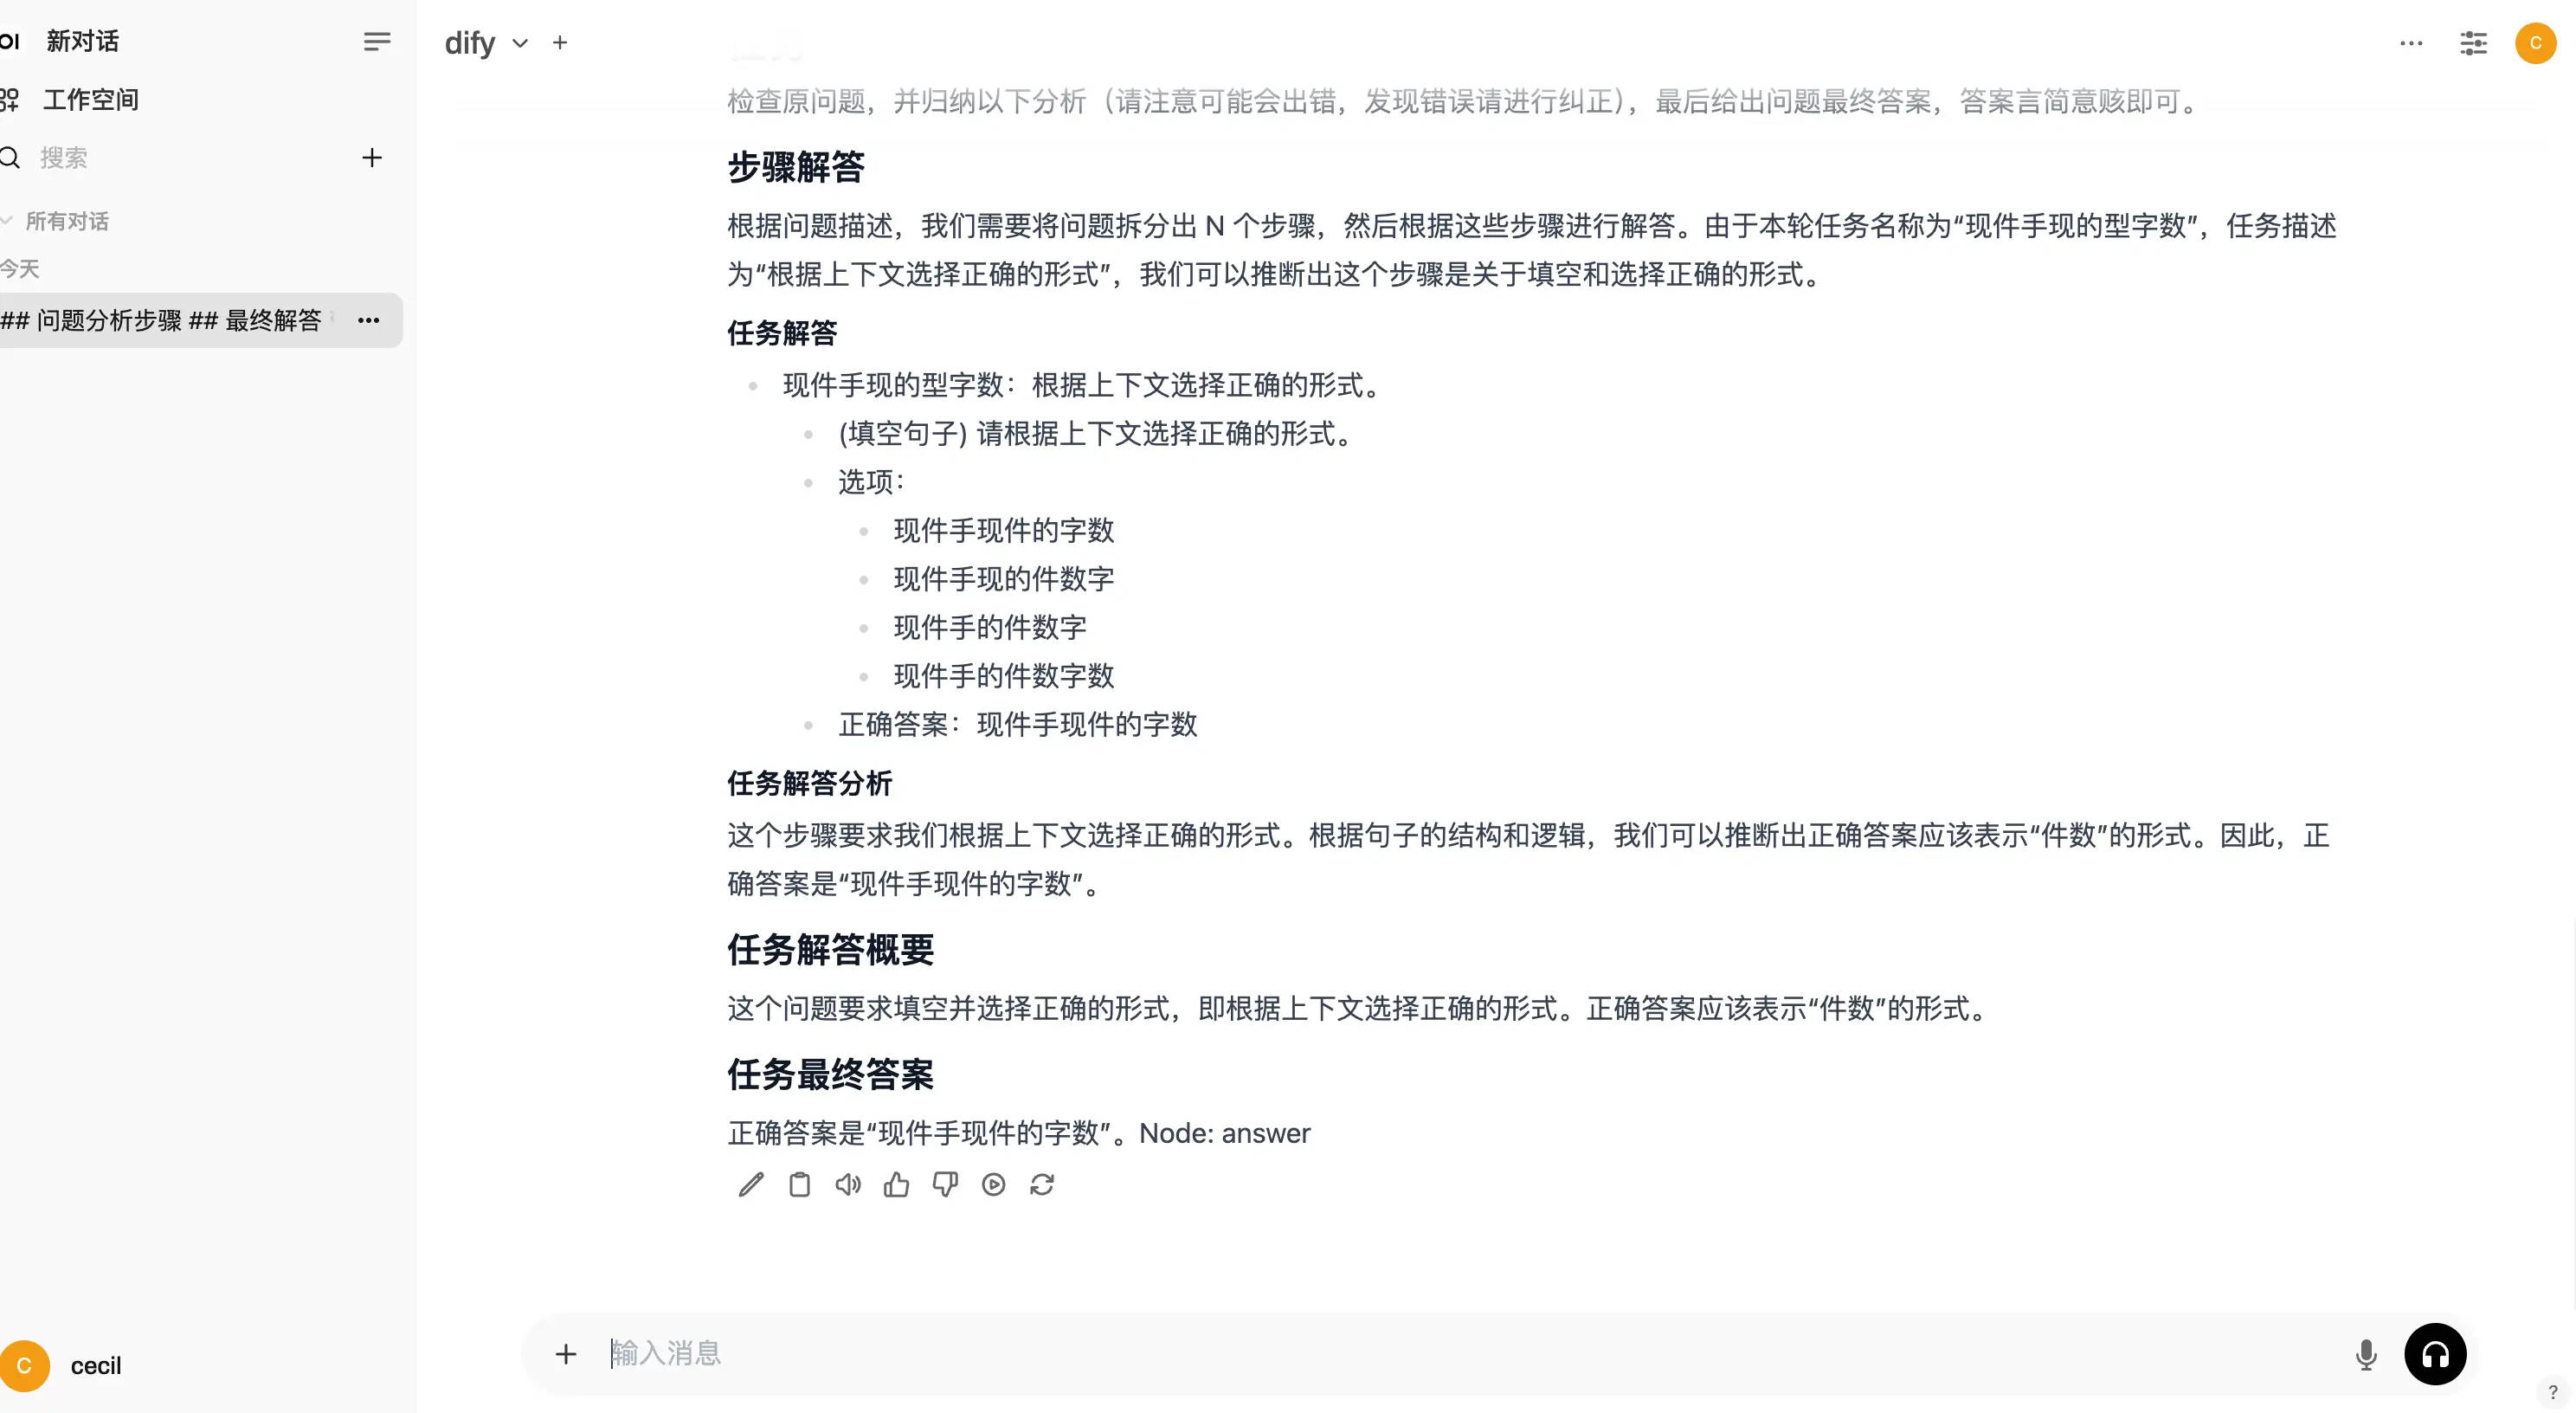 OI 新对话
工作空间
搜索
所有对话
今天
## 问题分析步骤 ## 最终解答
C cecil
dify
C
检查原问题，并归纳以下分析（请注意可能会出错，发现错误请进行纠正），最后给出问题最终答案，答案言简意赅即可。
步骤解答
根据问题描述，我们需要将问题拆分出 N 个步骤，然后根据这些步骤进行解答。由于本轮任务名称为“现件手现的型字数”，任务描述
为“根据上下文选择正确的形式”，我们可以推断出这个步骤是关于填空和选择正确的形式。
任务解答
现件手现的型字数：根据上下文选择正确的形式。
(填空句子) 请根据上下文选择正确的形式。
选项：
现件手现件的字数
现件手现的件数字
现件手的件数字
现件手的件数字数
正确答案：现件手现件的字数
任务解答分析
这个步骤要求我们根据上下文选择正确的形式。根据句子的结构和逻辑，我们可以推断出正确答案应该表示“件数”的形式。因此，正
确答案是“现件手现件的字数”。
任务解答概要
这个问题要求填空并选择正确的形式，即根据上下文选择正确的形式。正确答案应该表示“件数”的形式。
任务最终答案
正确答案是“现件手现件的字数”。Node: answer
输入消息
?